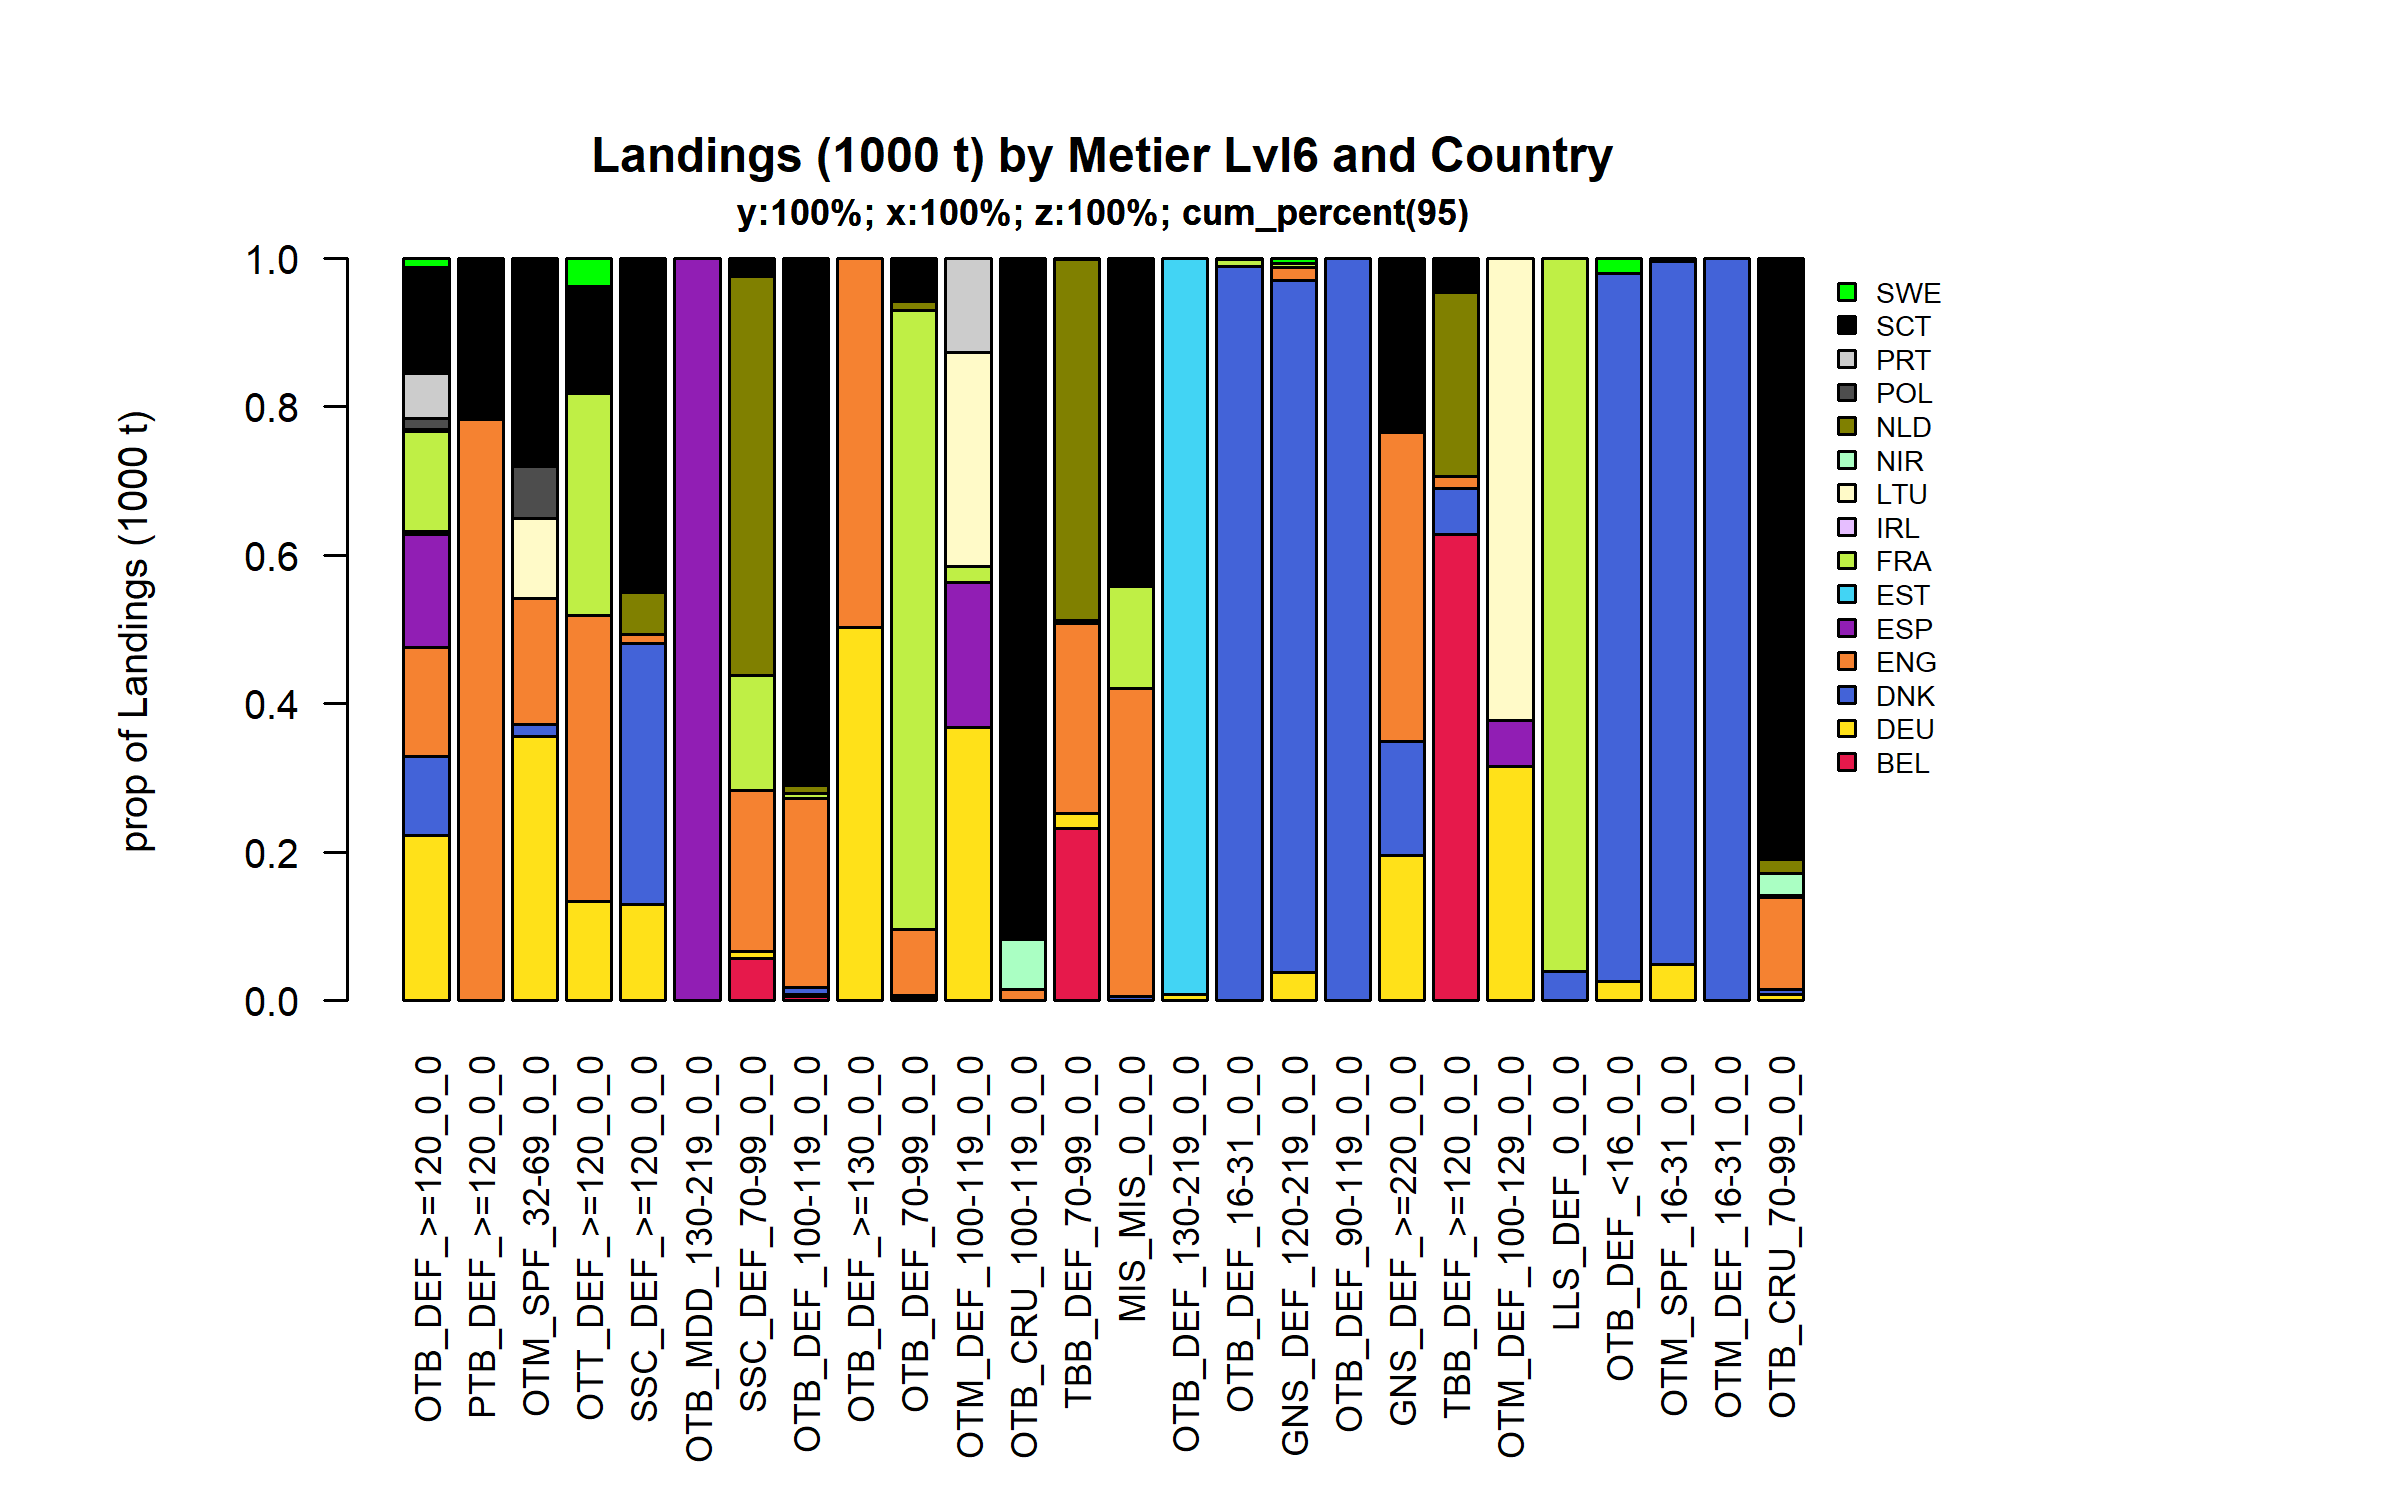 Landings (1000 t) by Metier Lvl6 and Country
y:100%; x:100%; z:100%; cum_percent(95)
prop of Landings (1000 t)
1.0
0.8
0.6
0.4
0.2
0.0
SWE
SCT
PRT
POL
NLD
NIR
LTU
IRL
FRA
EST
ESP
ENG
DNK
DEU
BEL
OTB_DEF_>=120_0_0
PTB_DEF_>=120_0_0
OTM_SPF_32-69_0_0
OTT_DEF_>=120_0_0
SSC_DEF_>=120_0_0
OTB_MDD_130-219_0_0
SSC_DEF_70-99_0_0
OTB_DEF_100-119_0_0
OTB_DEF_>=130_0_0
OTB_DEF_70-99_0_0
OTM_DEF_100-119_0_0
OTB_CRU_100-119_0_0
TBB_DEF_70-99_0_0
MIS_MIS_0_0_0
OTB_DEF_130-219_0_0
OTB_DEF_16-31_0_0
GNS_DEF_120-219_0_0
OTB_DEF_90-119_0_0
GNS_DEF_>=220_0_0
TBB_DEF_>=120_0_0
OTM_DEF_100-129_0_0
LLS_DEF_0_0_0
OTB_DEF_<16_0_0
OTM_SPF_16-31_0_0
OTM_DEF_16-31_0_0
OTB_CRU_70-99_0_0